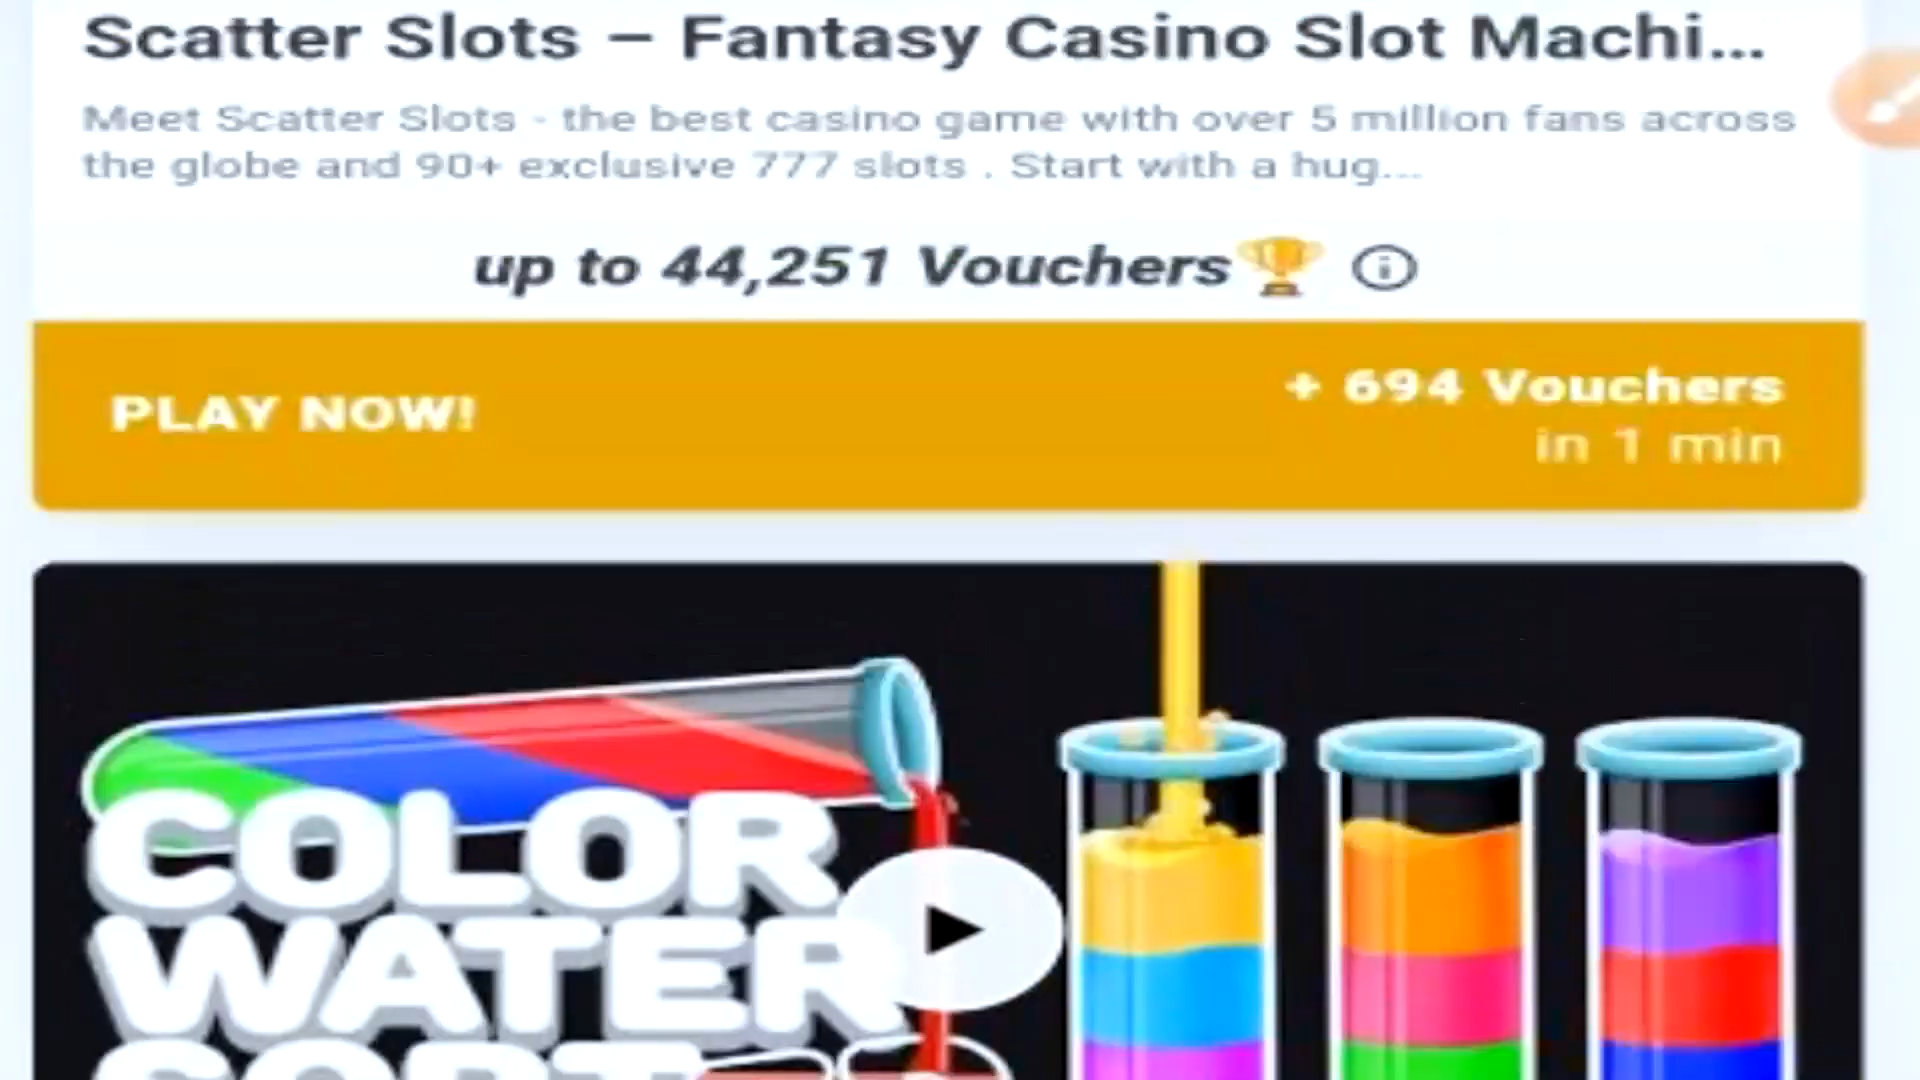 Scatter Slots – Fantasy Casino Slot Machi...
Meet Scatter Slots - the best casino game with over 5 million fans across
the globe and 90+ exclusive 777 slots . Start with a hug...
up to 44,251 Vouchers
PLAY NOW!
+ 694 Vouchers
in 1 min
COLOR
WATER
SORT